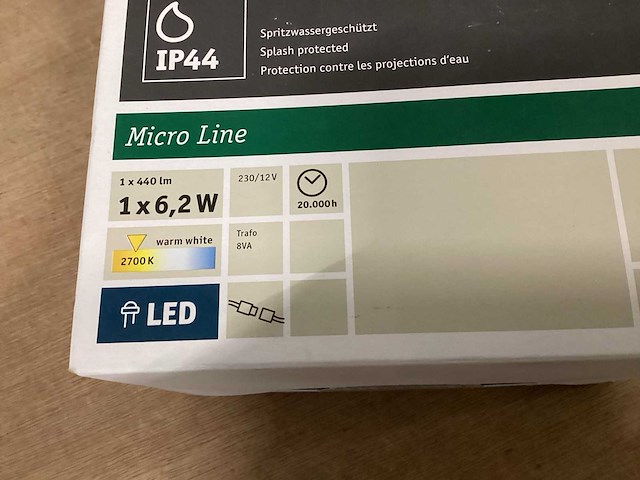 IP44
Spritzwassergeschützt
Splash protected
Protection contre les projections d'eau
Micro Line
1 x 440 lm
1 x 6,2 W
230/12 V
20.000 h
warm white
2700 K
Trafo
8VA
LED